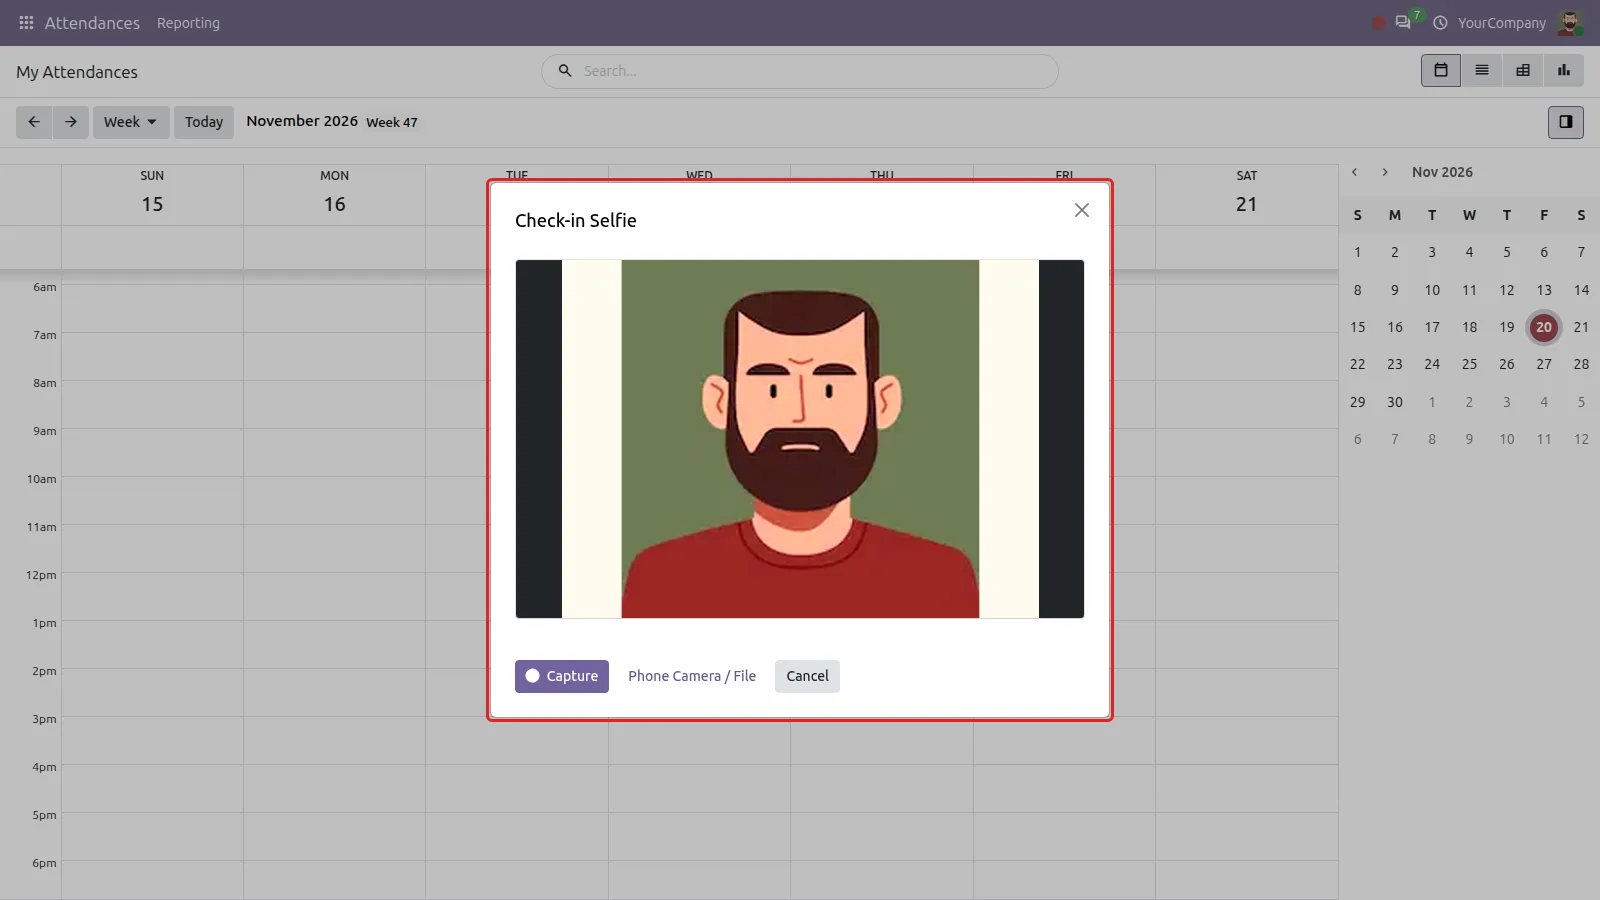 Attendances Reporting 7 YourCompany
My Attendances Search...
Week Today November 2026 Week 47
SUN MON TUE WED THU FRI SAT
15 16 21
6am
7am
8am
9am
10am
11am
12pm
1pm
2pm
3pm
4pm
5pm
6pm
Check-in Selfie
Capture Phone Camera / File Cancel
Nov 2026
S M T W T F S
1 2 3 4 5 6 7
8 9 10 11 12 13 14
15 16 17 18 19 20 21
22 23 24 25 26 27 28
29 30 1 2 3 4 5
6 7 8 9 10 11 12